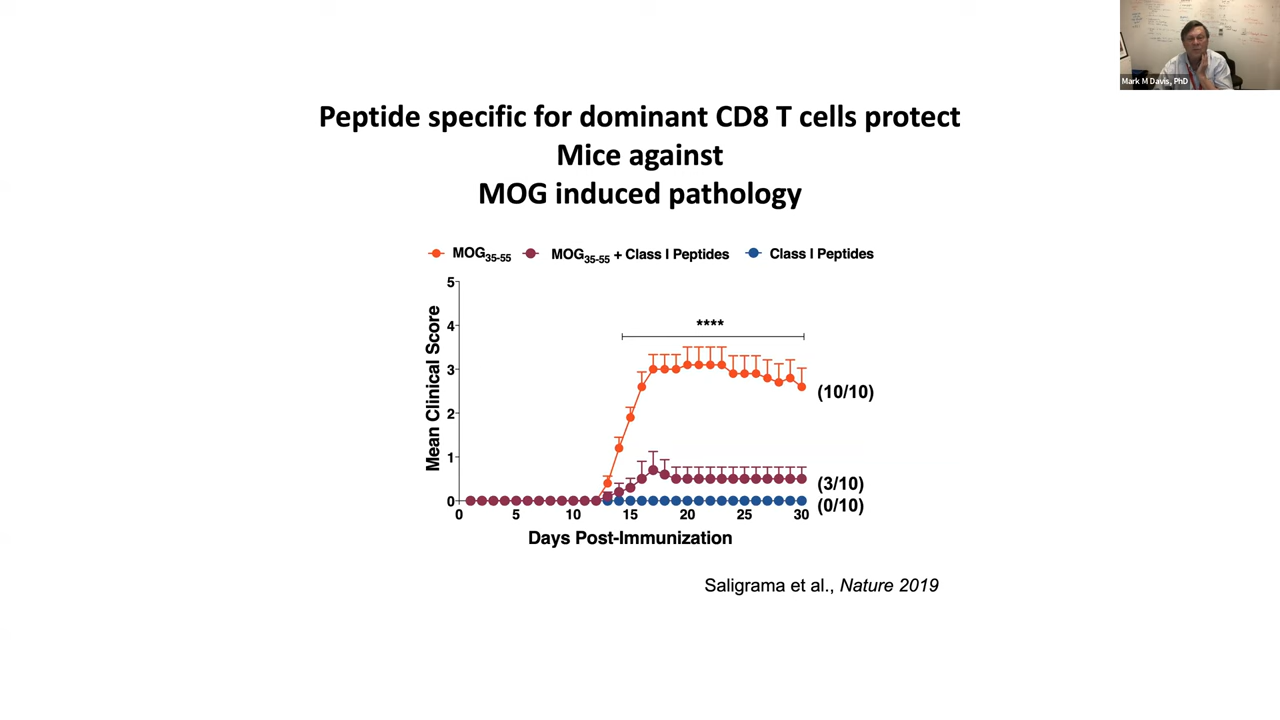 Mark M Davis, PhD
Peptide specific for dominant CD8 T cells protect
Mice against
MOG induced pathology
MOG35-55 MOG35-55 + Class I Peptides Class I Peptides
5
4
3
2
1
0
Mean Clinical Score
****
(10/10)
(3/10)
(0/10)
0 5 10 15 20 25 30
Days Post-Immunization
Saligrama et al., Nature 2019